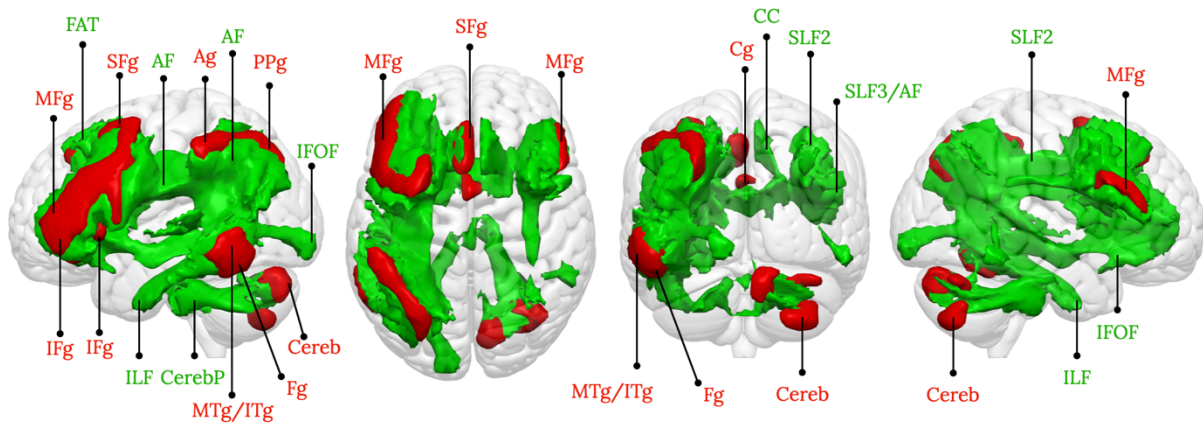 FAT
SFg
AF
Ag
AF
PPg
MFg
IFOF
IFg
IFg
ILF
CerebP
MTg/ITg
Fg
Cereb
MFg
SFg
MFg
Cg
CC
SLF2
SLF3/AF
MTg/ITg
Fg
Cereb
SLF2
MFg
Cereb
ILF
IFOF